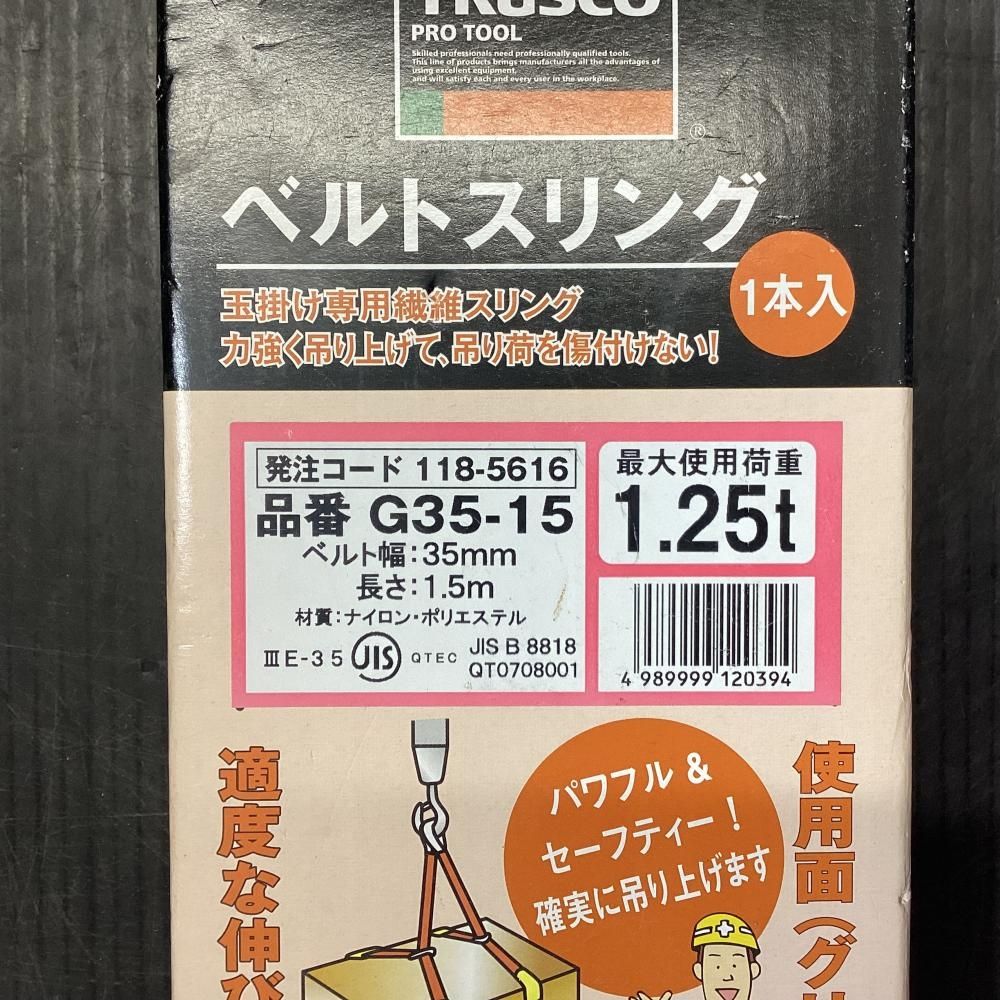 TRUSCO
PRO TOOL
Skilled professionals need professionally qualified tools.
This line of products brings manufacturers all the advantages of
using excellent equipment,
and will satisfy each and every user in the workplace.
®
ベルトスリング
1本入
玉掛け専用繊維スリング
力強く吊り上げて、吊り荷を傷付けない!
発注コード 118-5616
品番 G35-15
ベルト幅:35mm
長さ:1.5m
材質:ナイロン・ポリエステル
ⅢE-35 JIS QTEC JIS B 8818
QT0708001
最大使用荷重
1.25t
4 989999 120394
パワフル &
セーフティー!
確実に吊り上げます
適度な伸び
使用面(グ